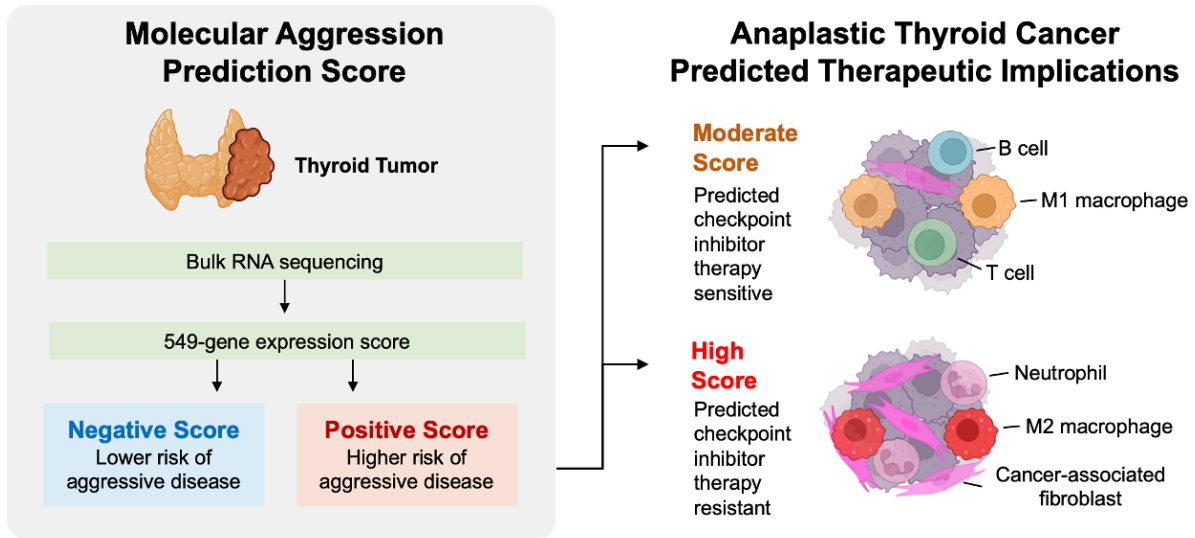 Molecular Aggression
Prediction Score
Thyroid Tumor
Bulk RNA sequencing
549-gene expression score
Negative Score
Lower risk of
aggressive disease
Positive Score
Higher risk of
aggressive disease
Anaplastic Thyroid Cancer
Predicted Therapeutic Implications
Moderate
Score
Predicted
checkpoint
inhibitor
therapy
sensitive
B cell
M1 macrophage
T cell
High
Score
Predicted
checkpoint
inhibitor
therapy
resistant
Neutrophil
M2 macrophage
Cancer-associated
fibroblast